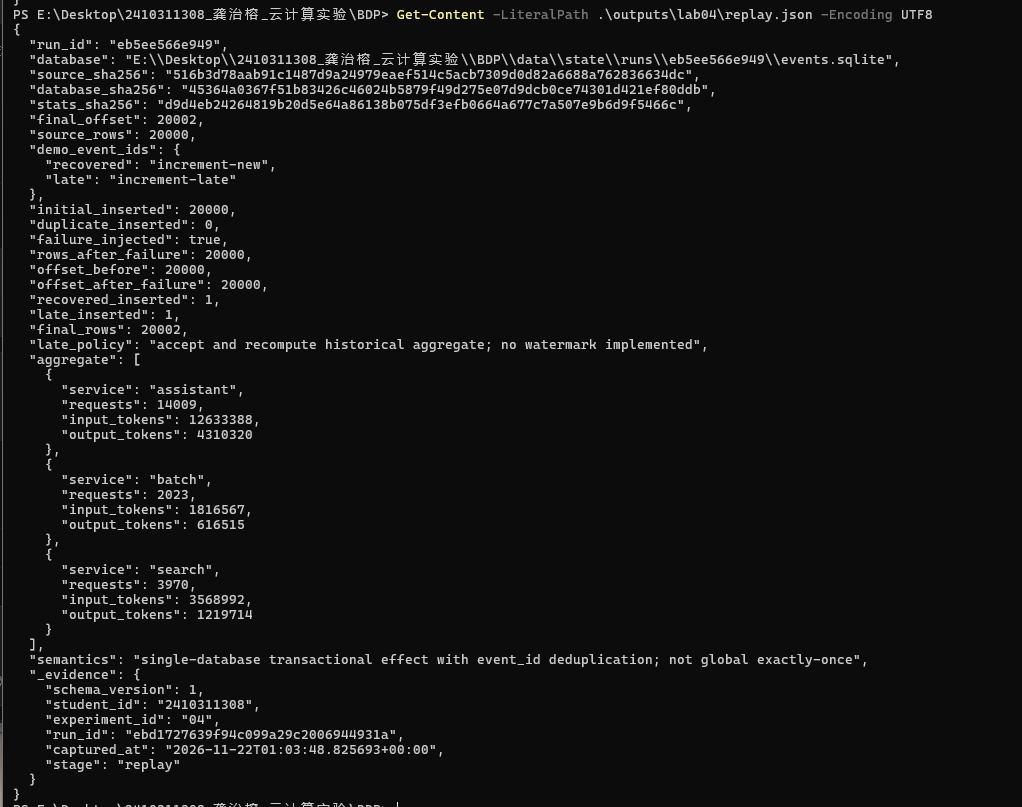 PS E:\Desktop\2410311308_龚治榕_云计算实验\BDP> Get-Content -LiteralPath .\outputs\lab04\replay.json -Encoding UTF8
{
  "run_id": "eb5ee566e949",
  "database": "E:\\Desktop\\2410311308_龚治榕_云计算实验\\BDP\\data\\state\\runs\\eb5ee566e949\\events.sqlite",
  "source_sha256": "516b3d78aab91c1487d9a24979eaef514c5acb7309d0d82a6688a762836634dc",
  "database_sha256": "45364a0367f51b83426c46024b5879f49d275e07d9dcb0ce74301d421ef80ddb",
  "stats_sha256": "d9d4eb24264819b20d5e64a86138b075df3efb0664a677c7a507e9b6d9f5466c",
  "final_offset": 20002,
  "source_rows": 20000,
  "demo_event_ids": {
    "recovered": "increment-new",
    "late": "increment-late"
  },
  "initial_inserted": 20000,
  "duplicate_inserted": 0,
  "failure_injected": true,
  "rows_after_failure": 20000,
  "offset_before": 20000,
  "offset_after_failure": 20000,
  "recovered_inserted": 1,
  "late_inserted": 1,
  "final_rows": 20002,
  "late_policy": "accept and recompute historical aggregate; no watermark implemented",
  "aggregate": [
    {
      "service": "assistant",
      "requests": 14009,
      "input_tokens": 12633388,
      "output_tokens": 4310320
    },
    {
      "service": "batch",
      "requests": 2023,
      "input_tokens": 1816567,
      "output_tokens": 616515
    },
    {
      "service": "search",
      "requests": 3970,
      "input_tokens": 3568992,
      "output_tokens": 1219714
    }
  ],
  "semantics": "single-database transactional effect with event_id deduplication; not global exactly-once",
  "_evidence": {
    "schema_version": 1,
    "student_id": "2410311308",
    "experiment_id": "04",
    "run_id": "ebd1727639f94c099a29c2006944931a",
    "captured_at": "2026-11-22T01:03:48.825693+00:00",
    "stage": "replay"
  }
}